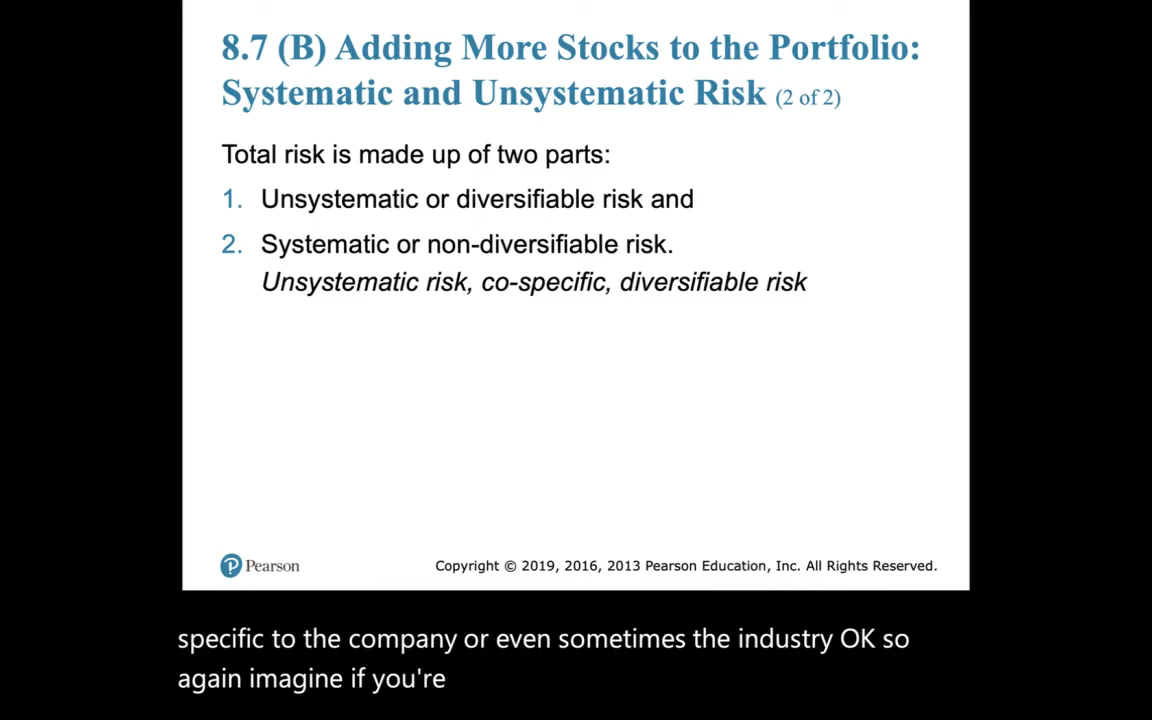 8.7 (B) Adding More Stocks to the Portfolio:
Systematic and Unsystematic Risk (2 of 2)
Total risk is made up of two parts:
1. Unsystematic or diversifiable risk and
2. Systematic or non-diversifiable risk.
Unsystematic risk, co-specific, diversifiable risk
P Pearson
Copyright © 2019, 2016, 2013 Pearson Education, Inc. All Rights Reserved.
specific to the company or even sometimes the industry OK so
again imagine if you're